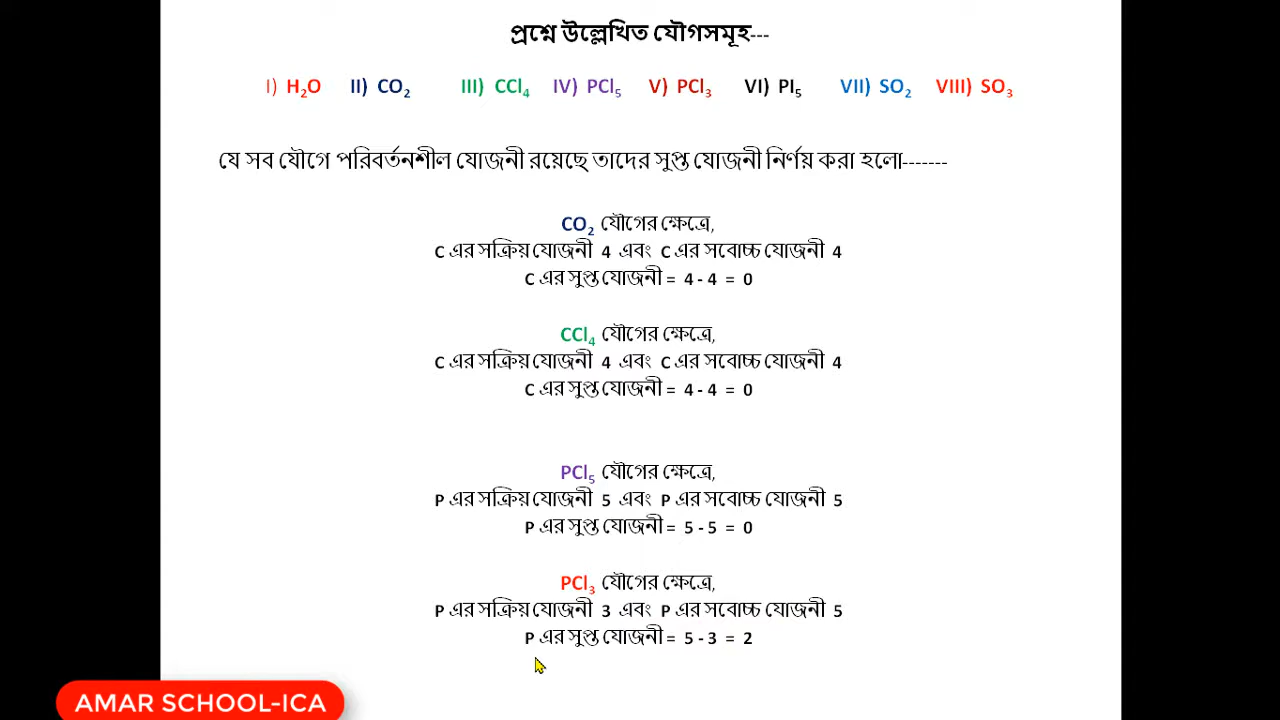 প্রশ্নে উল্লেখিত যৌগসমূহ---
I) H₂O II) CO₂ III) CCl₄ IV) PCl₅ V) PCl₃ VI) PI₅ VII) SO₂ VIII) SO₃
যে সব যৌগে পরিবর্তনশীল যোজনী রয়েছে তাদের সুপ্ত যোজনী নির্ণয় করা হলো-------
CO₂ যৌগের ক্ষেত্রে,
C এর সক্রিয় যোজনী 4 এবং C এর সবোচ্চ যোজনী 4
C এর সুপ্ত যোজনী = 4 - 4 = 0
CCl₄ যৌগের ক্ষেত্রে,
C এর সক্রিয় যোজনী 4 এবং C এর সবোচ্চ যোজনী 4
C এর সুপ্ত যোজনী = 4 - 4 = 0
PCl₅ যৌগের ক্ষেত্রে,
P এর সক্রিয় যোজনী 5 এবং P এর সবোচ্চ যোজনী 5
P এর সুপ্ত যোজনী = 5 - 5 = 0
PCl₃ যৌগের ক্ষেত্রে,
P এর সক্রিয় যোজনী 3 এবং P এর সবোচ্চ যোজনী 5
P এর সুপ্ত যোজনী = 5 - 3 = 2
AMAR SCHOOL-ICA